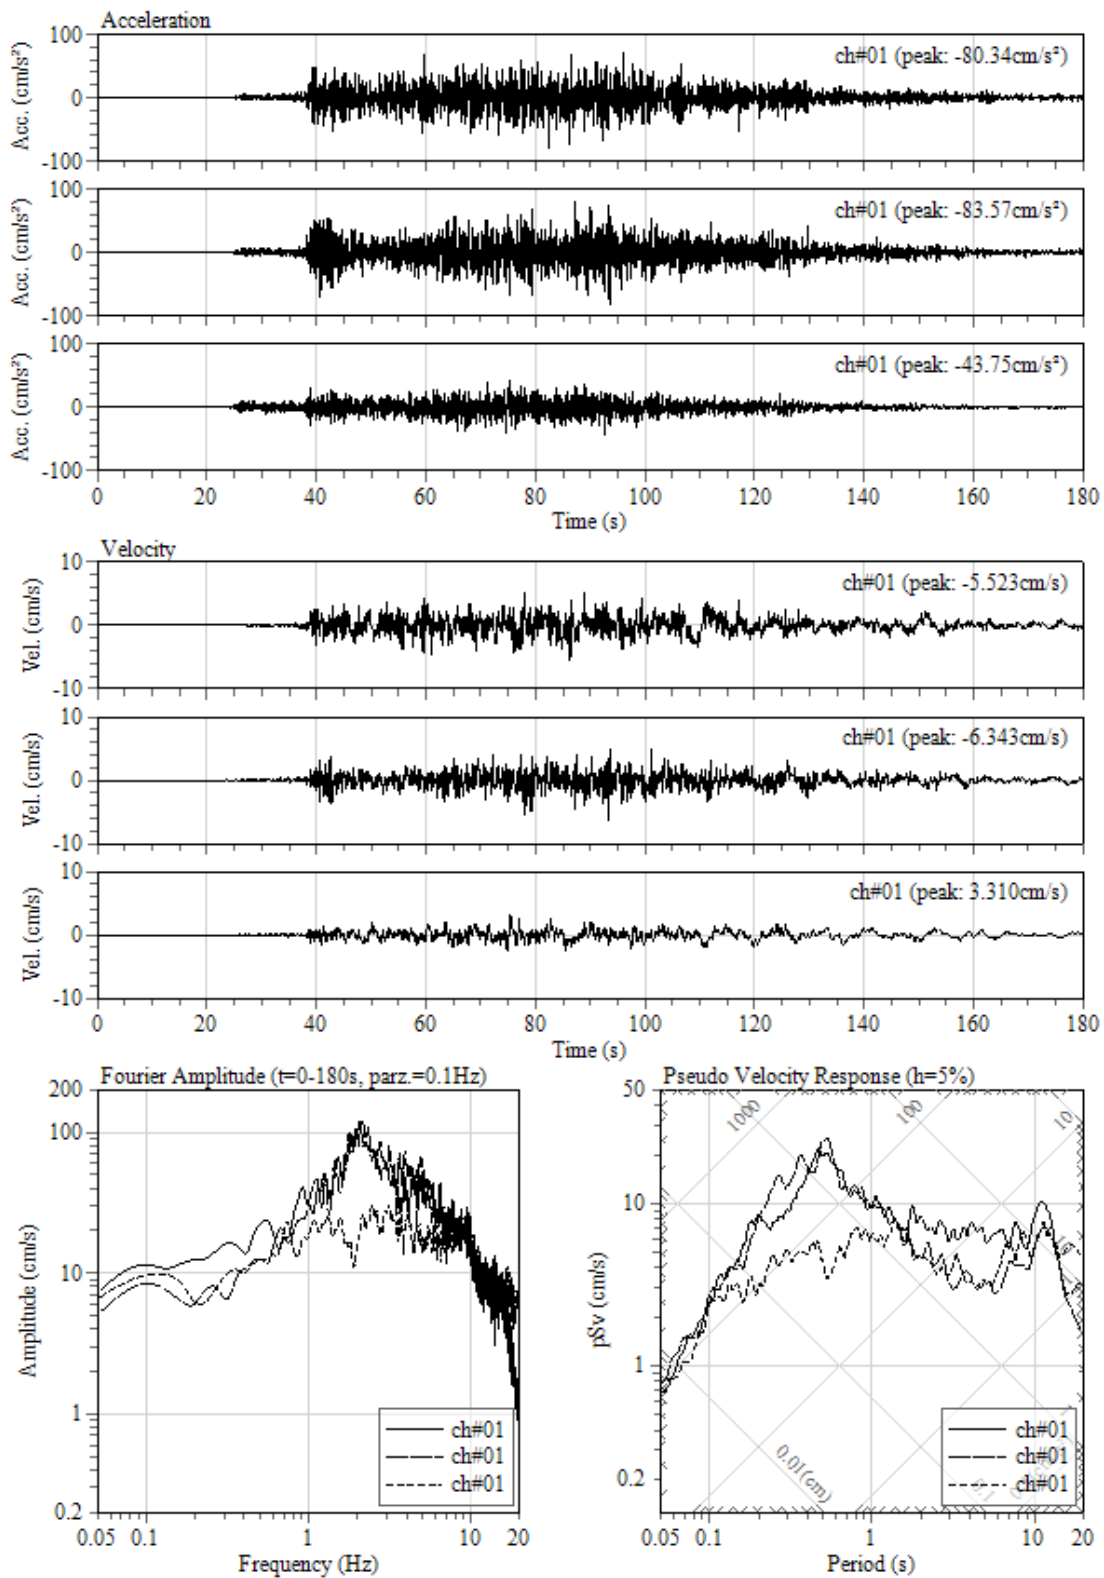 Acceleration
100
0
-100
Acc. (cm/s²)
ch#01 (peak: -80.34cm/s²)
100
0
-100
Acc. (cm/s²)
ch#01 (peak: -83.57cm/s²)
100
0
-100
Acc. (cm/s²)
ch#01 (peak: -43.75cm/s²)
0 20 40 60 80 100 120 140 160 180
Time (s)
Velocity
10
0
-10
Vel. (cm/s)
ch#01 (peak: -5.523cm/s)
10
0
-10
Vel. (cm/s)
ch#01 (peak: -6.343cm/s)
10
0
-10
Vel. (cm/s)
ch#01 (peak: 3.310cm/s)
0 20 40 60 80 100 120 140 160 180
Time (s)
Fourier Amplitude (t=0-180s, parz.=0.1Hz)
200
100
10
1
0.2
Amplitude (cm/s)
ch#01
ch#01
ch#01
0.05 0.1 1 10 20
Frequency (Hz)
Pseudo Velocity Response (h=5%)
50
10
1
0.2
pSv (cm/s)
1000
100
10
0.01(cm)
0.1
ch#01
ch#01
ch#01
0.05 0.1 1 10 20
Period (s)